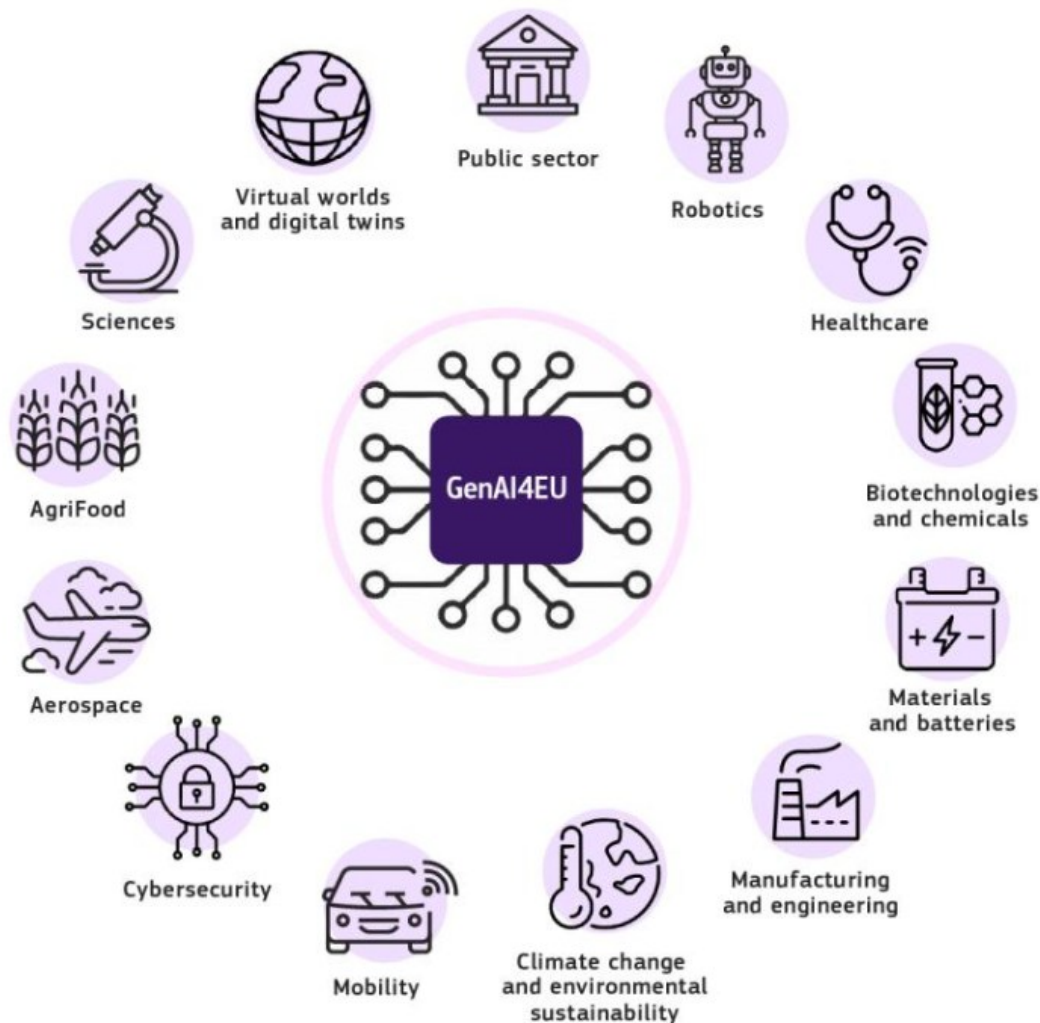 Public sector
Robotics
Healthcare
Biotechnologies
and chemicals
Materials
and batteries
Manufacturing
and engineering
Climate change
and environmental
sustainability
Mobility
Cybersecurity
Aerospace
AgriFood
Sciences
Virtual worlds
and digital twins
GenAI4EU